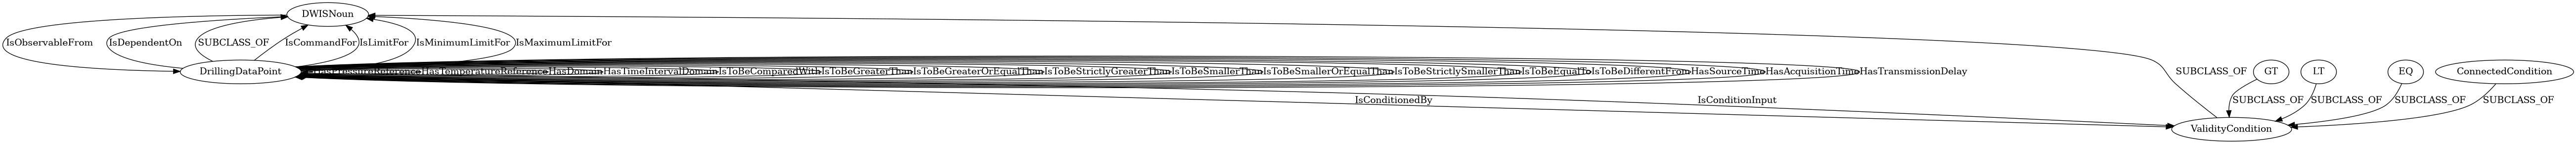 DWISNoun
IsObservableFrom
IsDependentOn
SUBCLASS_OF
IsCommandFor
IsLimitFor
IsMinimumLimitFor
IsMaximumLimitFor
DrillingDataPoint
HasPressureReference
HasTemperatureReference
HasDomain
HasTimeIntervalDomain
IsToBeComparedWith
IsToBeGreaterThan
IsToBeGreaterOrEqualThan
IsToBeStrictlyGreaterThan
IsToBeSmallerThan
IsToBeSmallerOrEqualThan
IsToBeStrictlySmallerThan
IsToBeEqualTo
IsToBeDifferentFrom
HasSourceTime
HasAcquisitionTime
HasTransmissionDelay
SUBCLASS_OF
GT
LT
EQ
ConnectedCondition
IsConditionedBy
IsConditionInput
SUBCLASS_OF
SUBCLASS_OF
SUBCLASS_OF
SUBCLASS_OF
ValidityCondition